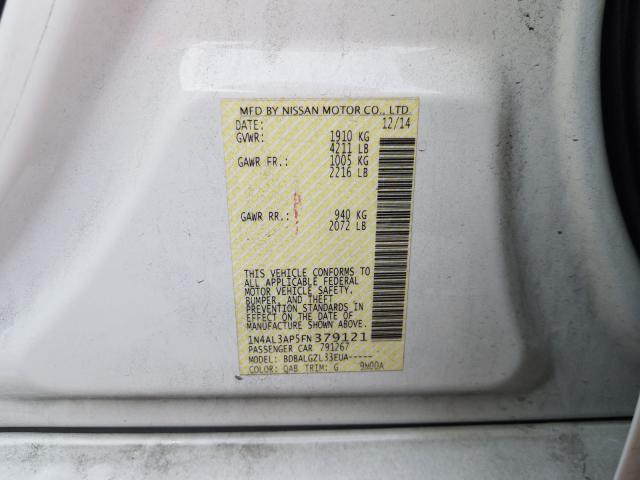 MFD BY NISSAN MOTOR CO., LTD.
DATE: 12/14
GVWR: 1910 KG
4211 LB
GAWR FR.: 1005 KG
2216 LB
GAWR RR.: 940 KG
2072 LB
THIS VEHICLE CONFORMS TO
ALL APPLICABLE FEDERAL
MOTOR VEHICLE SAFETY,
BUMPER, AND THEFT
PREVENTION STANDARDS IN
EFFECT ON THE DATE OF
MANUFACTURE SHOWN ABOVE.
1N4AL3AP5FN379121
PASSENGER CAR 791267
MODEL: BDBALGZL33EUA-----
COLOR: QAB TRIM: G 9N00A